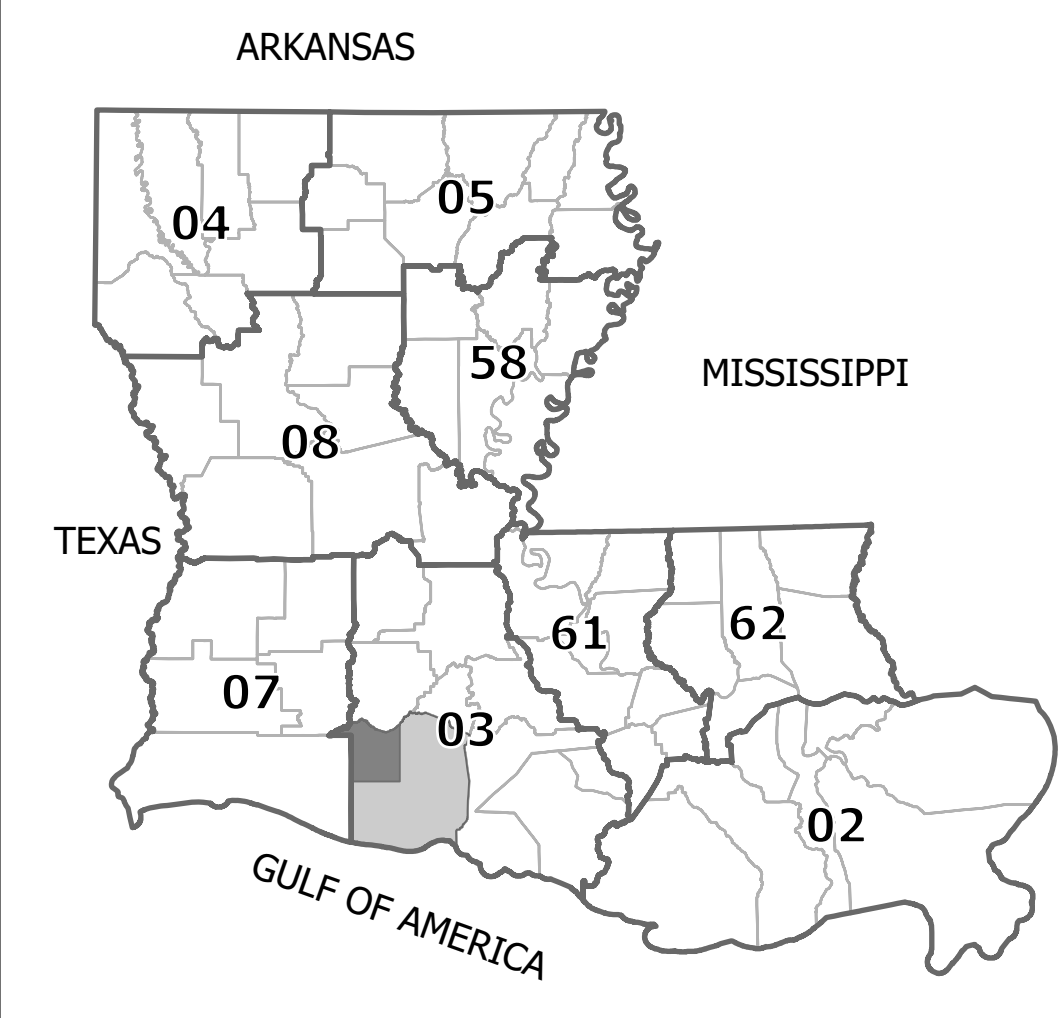 ARKANSAS
04
05
58
MISSISSIPPI
08
TEXAS
61
62
07
03
02
GULF OF AMERICA